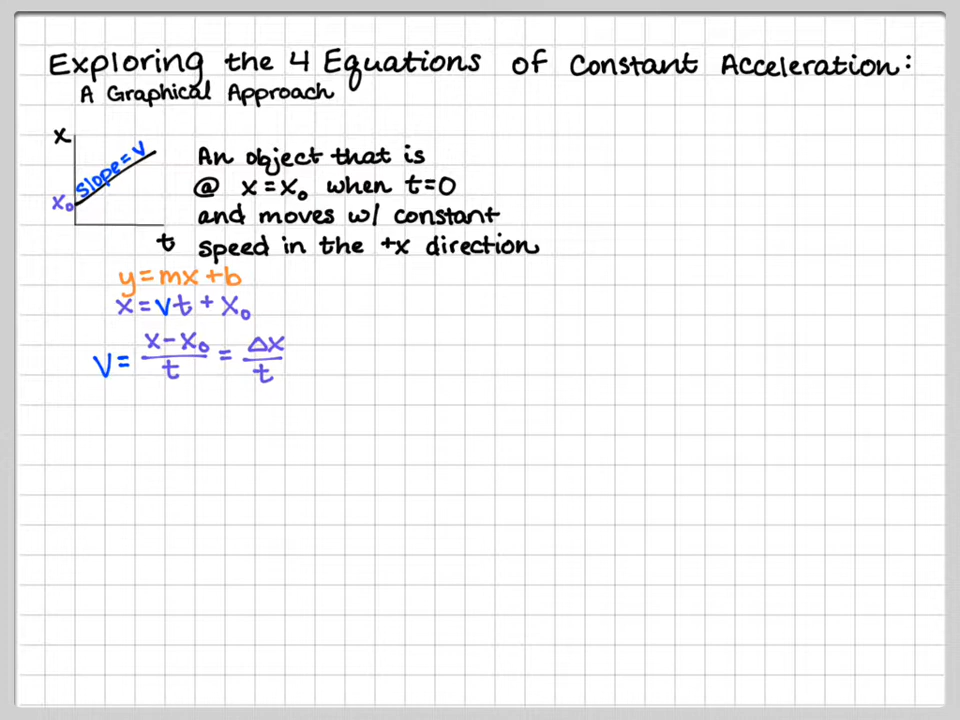 Exploring the 4 Equations of Constant Acceleration:
A Graphical Approach
x
slope = v
x₀
t
An object that is
@ x = x₀ when t=0
and moves w/ constant
speed in the +x direction
y = mx + b
x = vt + x₀
v = (x - x₀)/t = Δx/t